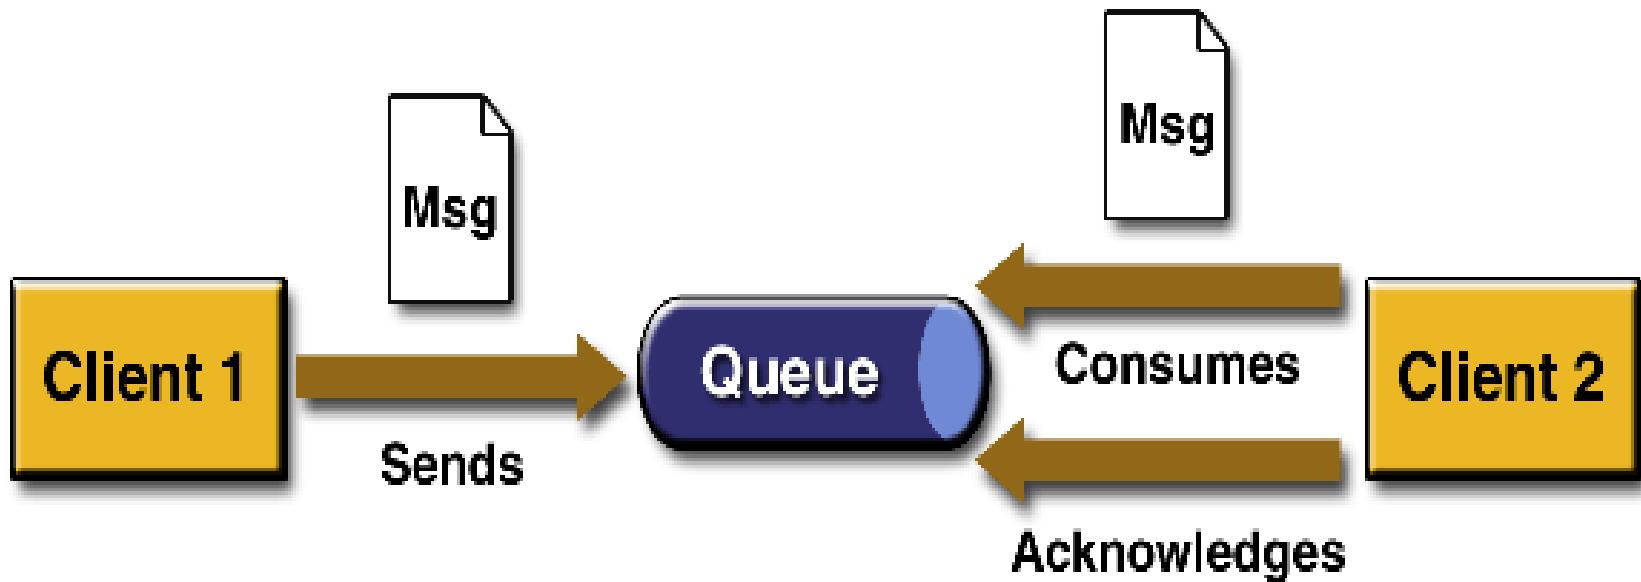 Msg
Msg
Client 1
Sends
Queue
Consumes
Acknowledges
Client 2